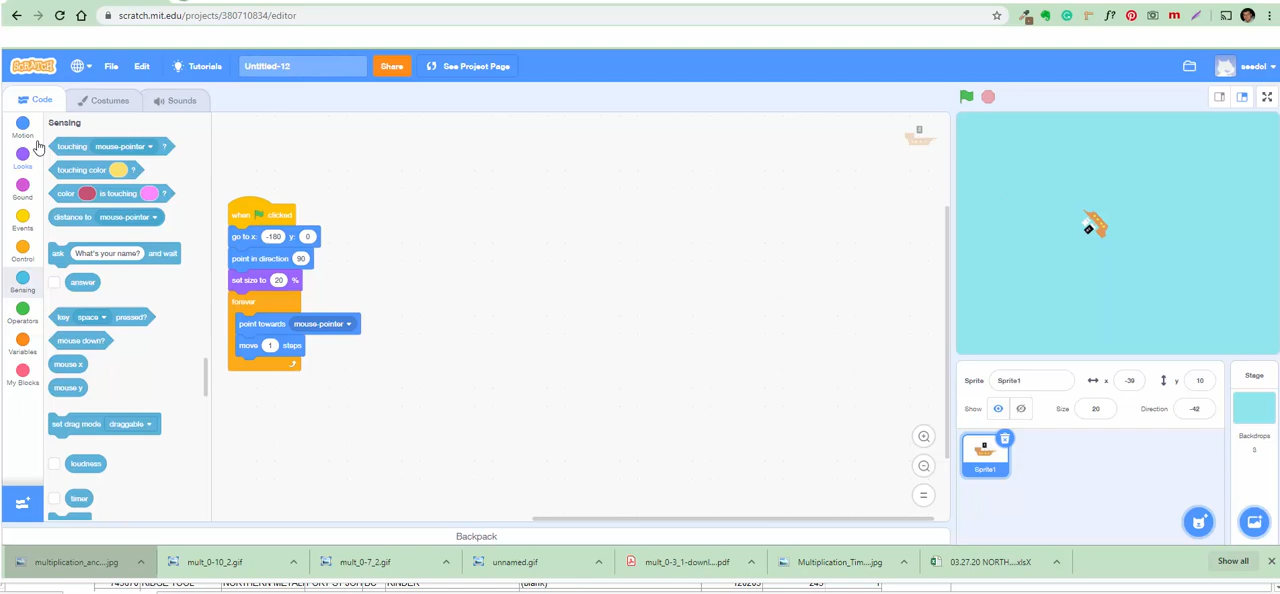 scratch.mit.edu/projects/380710834/editor
SCRATCH File Edit Tutorials Untitled-12 Share See Project Page seedol
Code Costumes Sounds
Motion
Looks
Sound
Events
Control
Sensing
Operators
Variables
My Blocks
Sensing
touching mouse-pointer ?
touching color ?
color is touching ?
distance to mouse-pointer
ask What's your name? and wait
answer
key space pressed?
mouse down?
mouse x
mouse y
set drag mode draggable
loudness
timer
when clicked
go to x: -180 y: 0
point in direction 90
set size to 20 %
forever
point towards mouse-pointer
move 1 steps
Sprite Sprite1 x -39 y 10
Show Size 20 Direction -42
Sprite1
Stage
Backdrops
Backpack
multiplication_anc....jpg mult_0-10_2.gif mult_0-7_2.gif unnamed.gif mult_0-3_1-downl....pdf Multiplication_Tim....jpg 03.27.20 NORTH....xlsX Show all
RIDGE TOOL KINDER (blank)